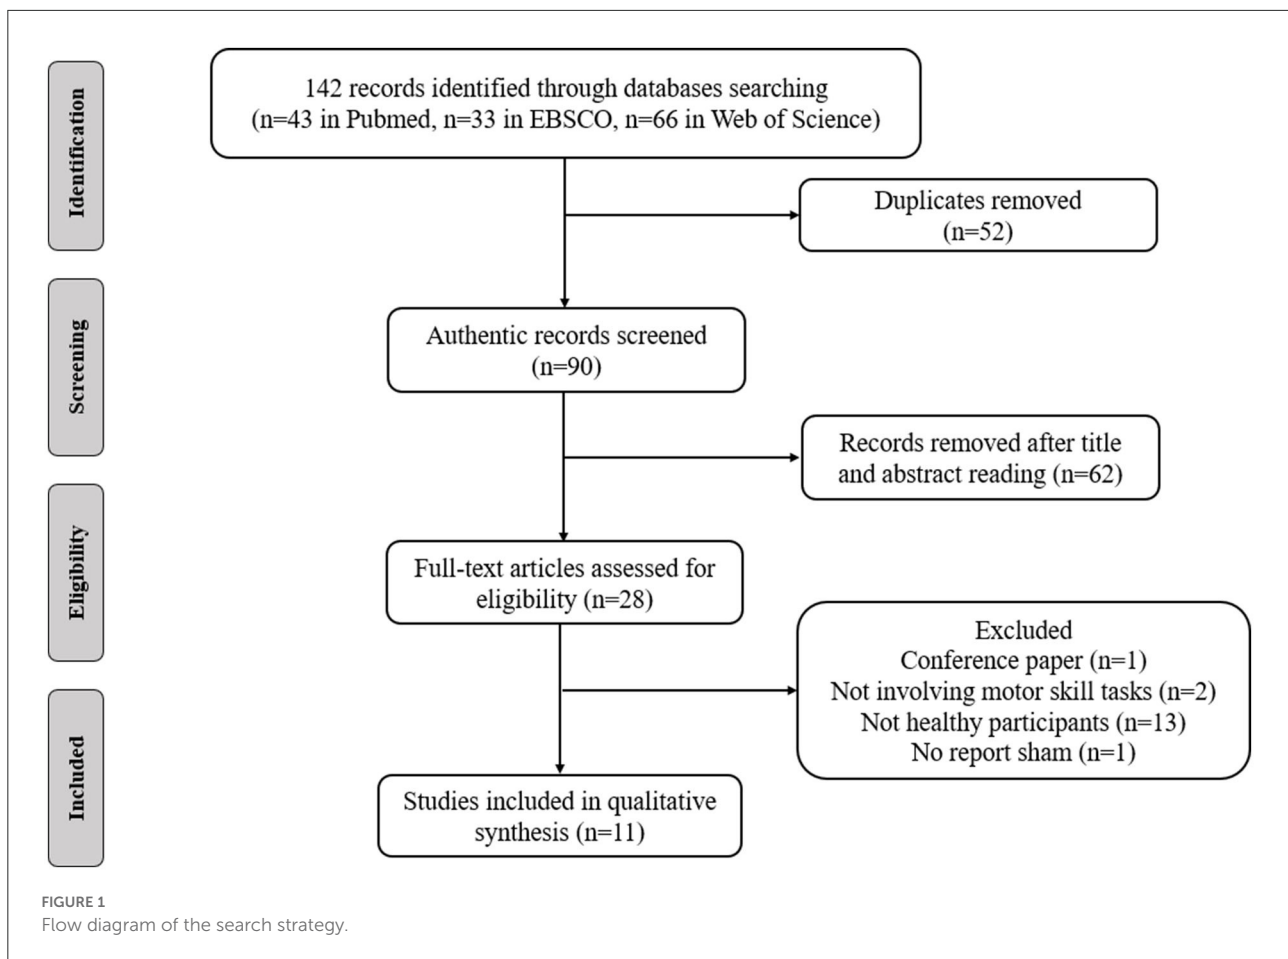 Identification
142 records identified through databases searching
(n=43 in Pubmed, n=33 in EBSCO, n=66 in Web of Science)
Duplicates removed
(n=52)
Screening
Authentic records screened
(n=90)
Records removed after title
and abstract reading (n=62)
Eligibility
Full-text articles assessed for
eligibility (n=28)
Excluded
Conference paper (n=1)
Not involving motor skill tasks (n=2)
Not healthy participants (n=13)
No report sham (n=1)
Included
Studies included in qualitative
synthesis (n=11)
FIGURE 1
Flow diagram of the search strategy.